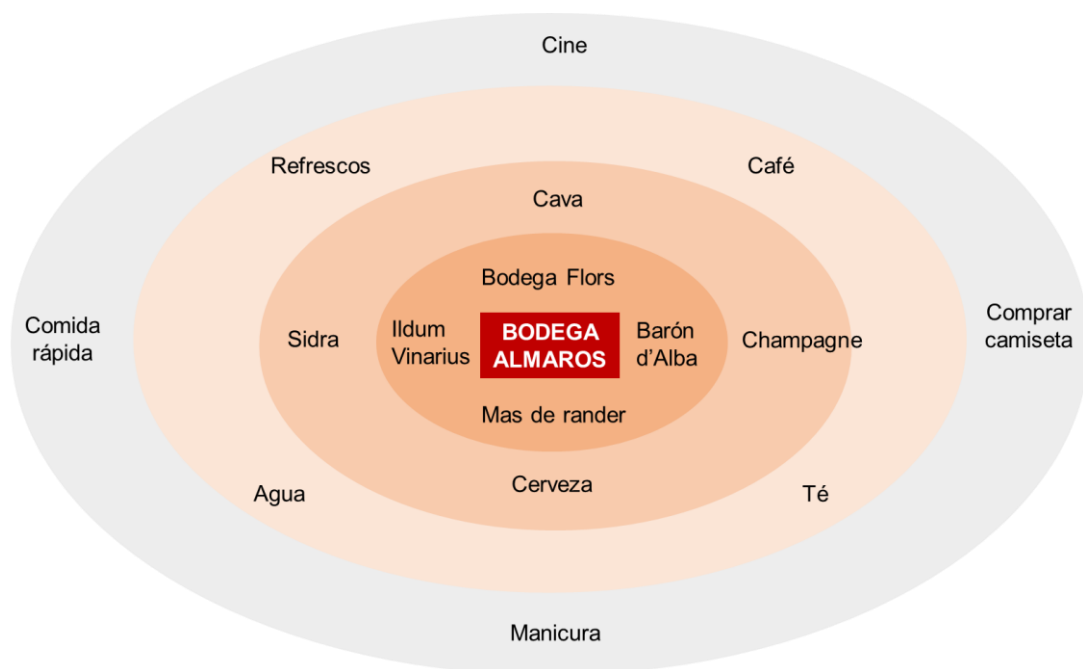 Cine
Refrescos
Café
Cava
Bodega Flors
Comida
rápida
Sidra
Ildum
Vinarius
BODEGA
ALMAROS
Barón
d'Alba
Champagne
Comprar
camiseta
Mas de rander
Cerveza
Agua
Té
Manicura